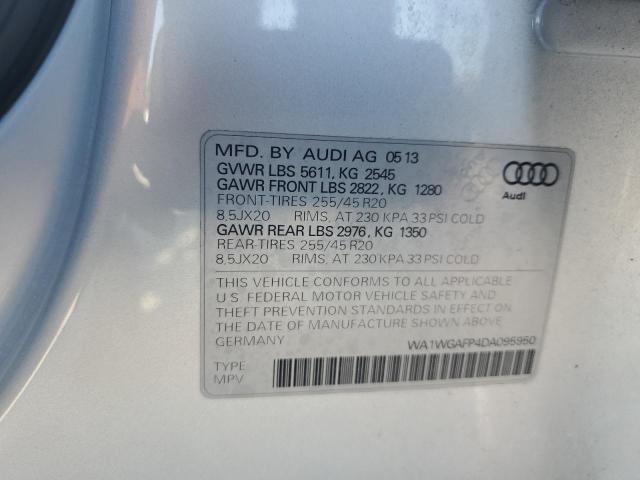 MFD. BY AUDI AG 05 13
GVWR LBS 5611, KG 2545
GAWR FRONT LBS 2822, KG 1280
FRONT-TIRES 255/45 R20
8,5JX20 RIMS, AT 230 KPA 33 PSI COLD
GAWR REAR LBS 2976, KG 1350
REAR-TIRES 255/45 R20
8,5JX20 RIMS, AT 230 KPA 33 PSI COLD
Audi
THIS VEHICLE CONFORMS TO ALL APPLICABLE
U.S. FEDERAL MOTOR VEHICLE SAFETY AND
THEFT PREVENTION STANDARDS IN EFFECT ON
THE DATE OF MANUFACTURE SHOWN ABOVE.
GERMANY
WA1WGAFP4DA095950
TYPE
MPV